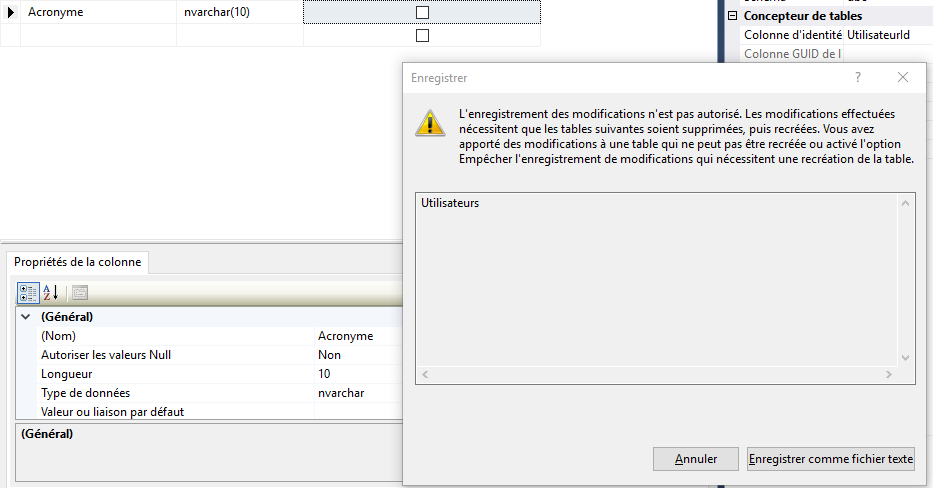 Acronyme nvarchar(10)
Concepteur de tables
Colonne d'identité UtilisateurId
Colonne GUID de l
Enregistrer ? ×
L'enregistrement des modifications n'est pas autorisé. Les modifications effectuées
nécessitent que les tables suivantes soient supprimées, puis recréées. Vous avez
apporté des modifications à une table qui ne peut pas être recréée ou activé l'option
Empêcher l'enregistrement de modifications qui nécessitent une recréation de la table.
Utilisateurs
Propriétés de la colonne
(Général)
(Nom) Acronyme
Autoriser les valeurs Null Non
Longueur 10
Type de données nvarchar
Valeur ou liaison par défaut
(Général)
Annuler Enregistrer comme fichier texte